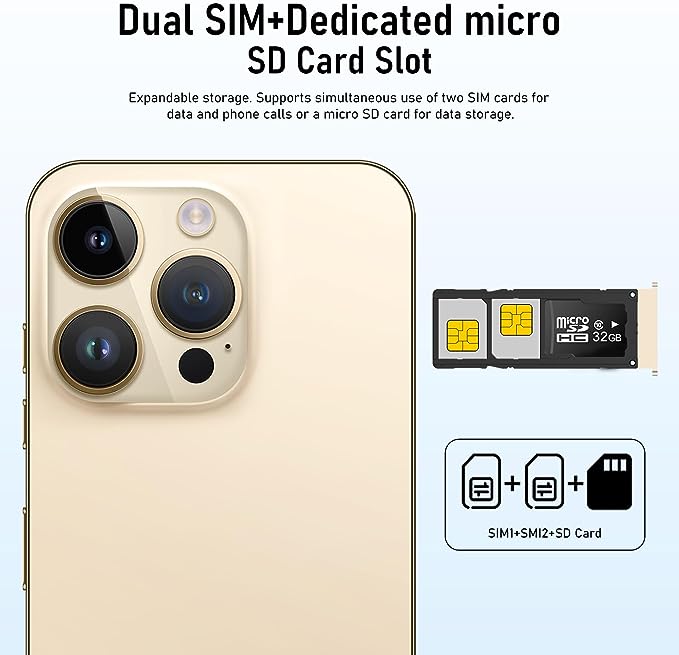 Dual SIM+Dedicated micro
SD Card Slot
Expandable storage. Supports simultaneous use of two SIM cards for
data and phone calls or a micro SD card for data storage.
micro
SD
HC 10 32GB
SIM1+SMI2+SD Card